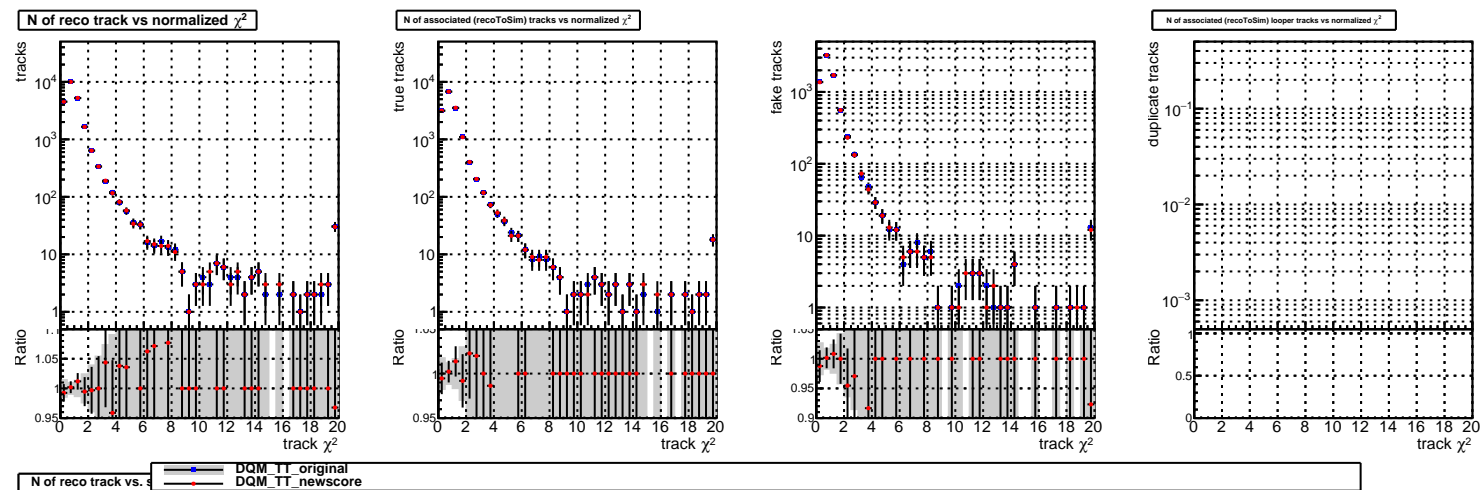 N of reco track vs normalized χ²
N of associated (recoToSim) tracks vs normalized χ²
N of associated (recoToSim) looper tracks vs normalized χ²
tracks
10⁴
10³
10²
10
1
Ratio
1.1
1.05
1
0.95
0 2 4 6 8 10 12 14 16 18 20
track χ²
true tracks
10⁴
10³
10²
10
1
Ratio
1.05
1
0.95
0 2 4 6 8 10 12 14 16 18 20
track χ²
fake tracks
10³
10²
10
1
Ratio
1
0.95
0.9
0 2 4 6 8 10 12 14 16 18 20
track χ²
duplicate tracks
10⁻¹
10⁻²
10⁻³
Ratio
1
0.5
0
0 2 4 6 8 10 12 14 16 18 20
track χ²
N of reco track vs. s
DQM_TT_original
DQM_TT_newscore